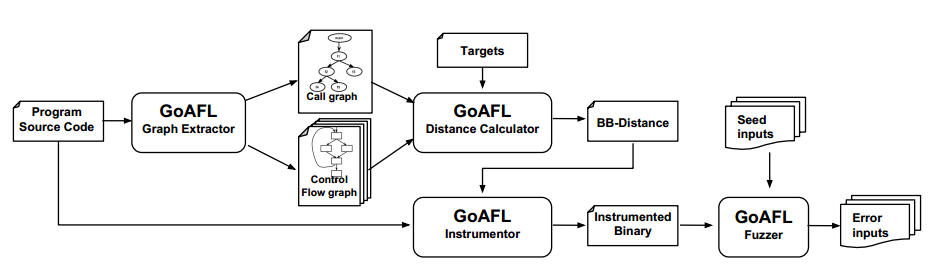 Program
Source Code
GoAFL
Graph Extractor
Call graph
Control
Flow graph
Targets
GoAFL
Distance Calculator
BB-Distance
Seed
inputs
GoAFL
Instrumentor
Instrumented
Binary
GoAFL
Fuzzer
Error
inputs